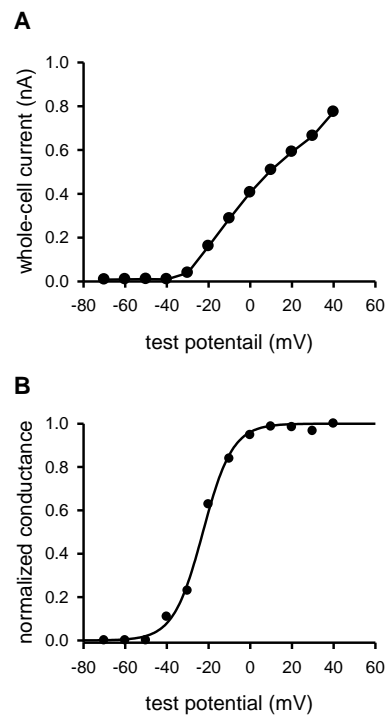 A
whole-cell current (nA)
1.0
0.8
0.6
0.4
0.2
0.0
-80 -60 -40 -20 0 20 40 60
test potentail (mV)
B
normalized conductance
1.0
0.8
0.6
0.4
0.2
0.0
-80 -60 -40 -20 0 20 40 60
test potential (mV)